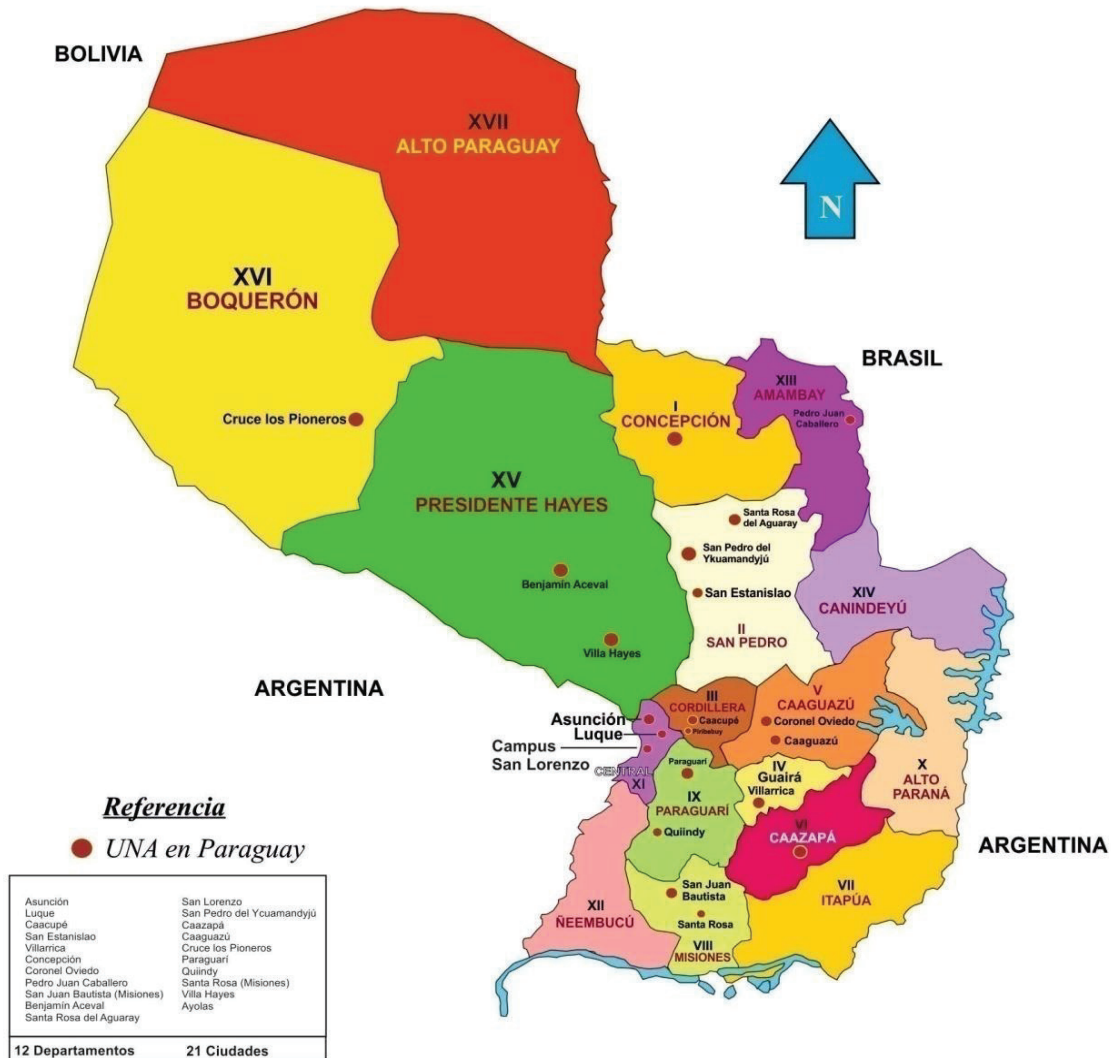 BOLIVIA
XVII
ALTO PARAGUAY
N
XVI
BOQUERÓN
BRASIL
XIII
AMAMBAY
Pedro Juan
Caballero
I
CONCEPCIÓN
Cruce los Pioneros
XV
PRESIDENTE HAYES
Santa Rosa
del Aguaray
San Pedro del
Ykuamandyjú
Benjamín Aceval
San Estanislao
XIV
CANINDEYÚ
II
SAN PEDRO
Villa Hayes
ARGENTINA
III
CORDILLERA
Caacupé
Piribebuy
V
CAAGUAZÚ
Coronel Oviedo
Caaguazú
Asunción
Luque
Campus
San Lorenzo
CENTRAL
XI
Paraguarí
IX
PARAGUARÍ
Quiindy
IV
Guairá
Villarrica
X
ALTO
PARANÁ
VI
CAAZAPÁ
ARGENTINA
VII
ITAPÚA
XII
ÑEEMBUCÚ
San Juan
Bautista
Santa Rosa
VIII
MISIONES
Referencia
UNA en Paraguay
Asunción
Luque
Caacupé
San Estanislao
Villarrica
Concepción
Coronel Oviedo
Pedro Juan Caballero
San Juan Bautista (Misiones)
Benjamín Aceval
Santa Rosa del Aguaray
San Lorenzo
San Pedro del Ycuamandyjú
Caazapá
Caaguazú
Cruce los Pioneros
Paraguarí
Quiindy
Santa Rosa (Misiones)
Villa Hayes
Ayolas
12 Departamentos
21 Ciudades